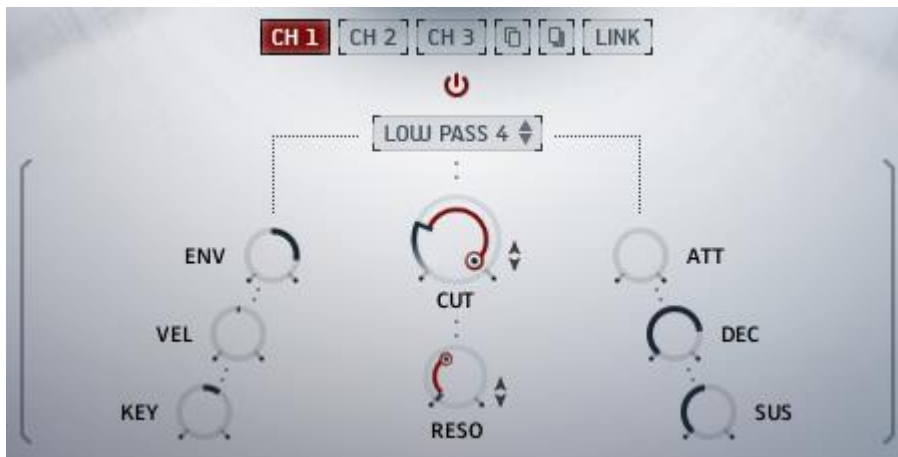 CH 1 CH 2 CH 3 LINK
LOW PASS 4
ENV
ATT
CUT
VEL
DEC
KEY
RESO
SUS